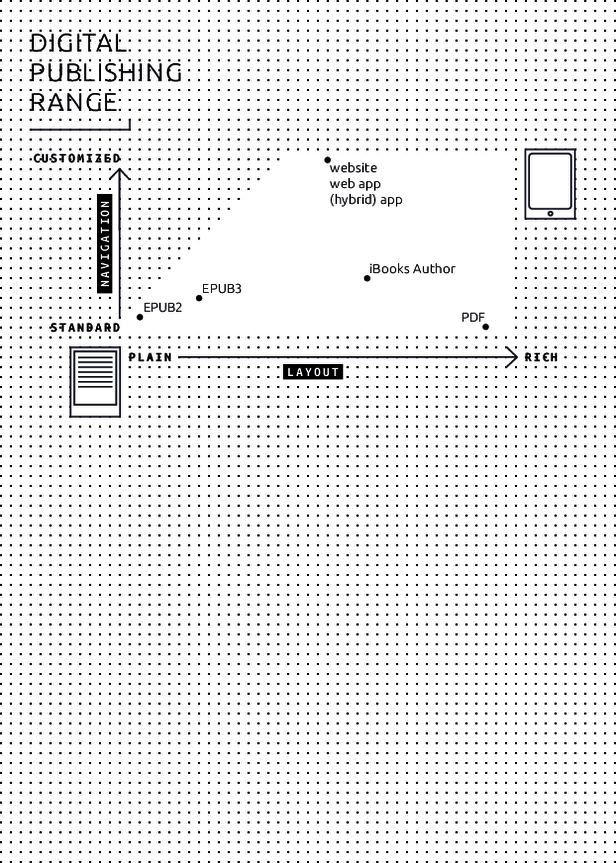 DIGITAL
PUBLISHING
RANGE
CUSTOMIZED
NAVIGATION
STANDARD
website
web app
(hybrid) app
iBooks Author
EPUB3
EPUB2
PDF
PLAIN
RICH
LAYOUT